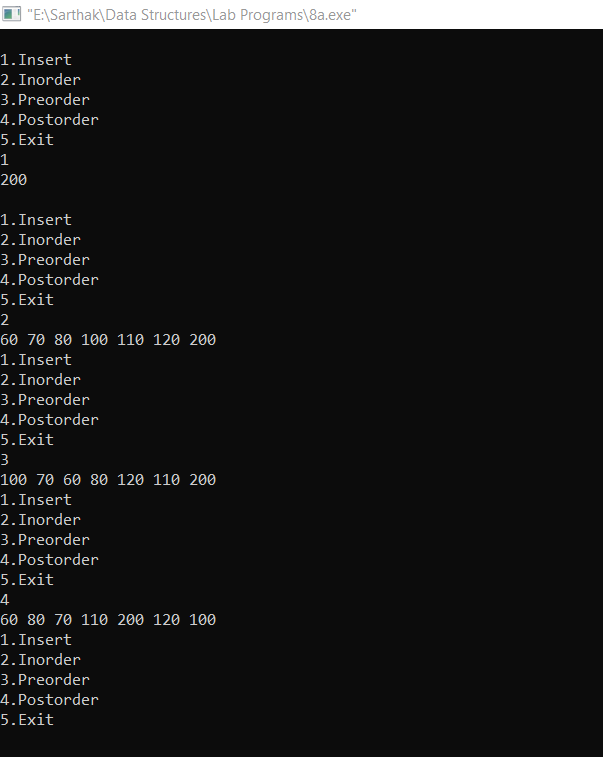 "E:\Sarthak\Data Structures\Lab Programs\8a.exe"
1.Insert
2.Inorder
3.Preorder
4.Postorder
5.Exit
1
200
1.Insert
2.Inorder
3.Preorder
4.Postorder
5.Exit
2
60 70 80 100 110 120 200
1.Insert
2.Inorder
3.Preorder
4.Postorder
5.Exit
3
100 70 60 80 120 110 200
1.Insert
2.Inorder
3.Preorder
4.Postorder
5.Exit
4
60 80 70 110 200 120 100
1.Insert
2.Inorder
3.Preorder
4.Postorder
5.Exit